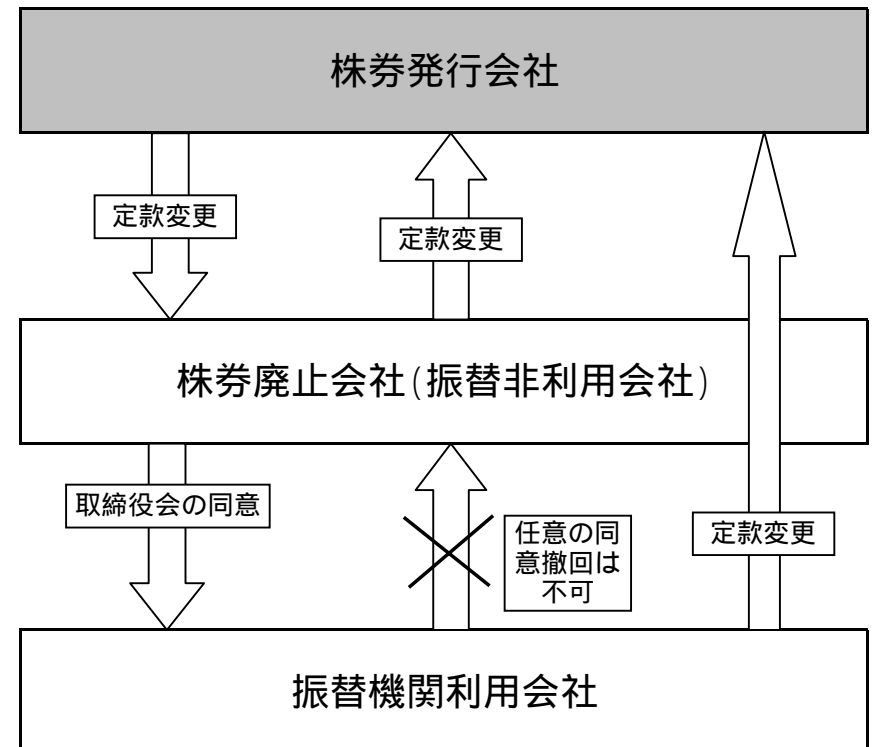 株券発行会社
定款変更
定款変更
株券廃止会社(振替非利用会社)
取締役会の同意
任意の同
意撤回は
不可
定款変更
振替機関利用会社